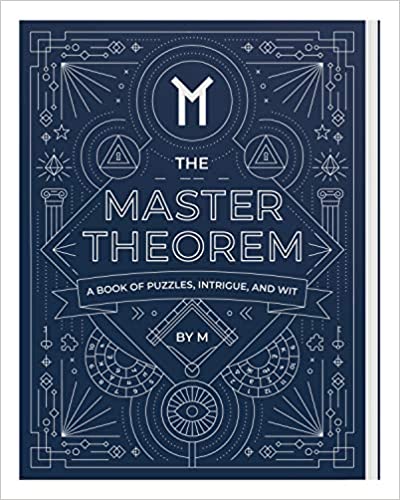 M
THE
MASTER
THEOREM
A BOOK OF PUZZLES, INTRIGUE, AND WIT
BY M